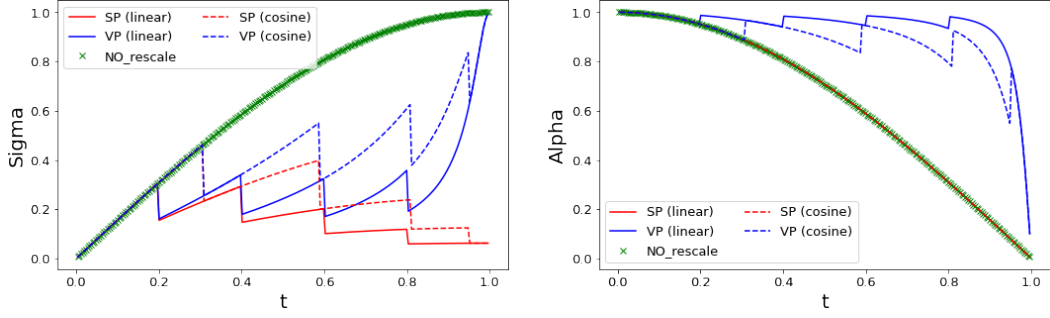 SP (linear) SP (cosine)
VP (linear) VP (cosine)
NO_rescale
Sigma
1.0
0.8
0.6
0.4
0.2
0.0
0.0 0.2 0.4 0.6 0.8 1.0
t
Alpha
1.0
0.8
0.6
0.4
0.2
0.0
SP (linear) SP (cosine)
VP (linear) VP (cosine)
NO_rescale
0.0 0.2 0.4 0.6 0.8 1.0
t